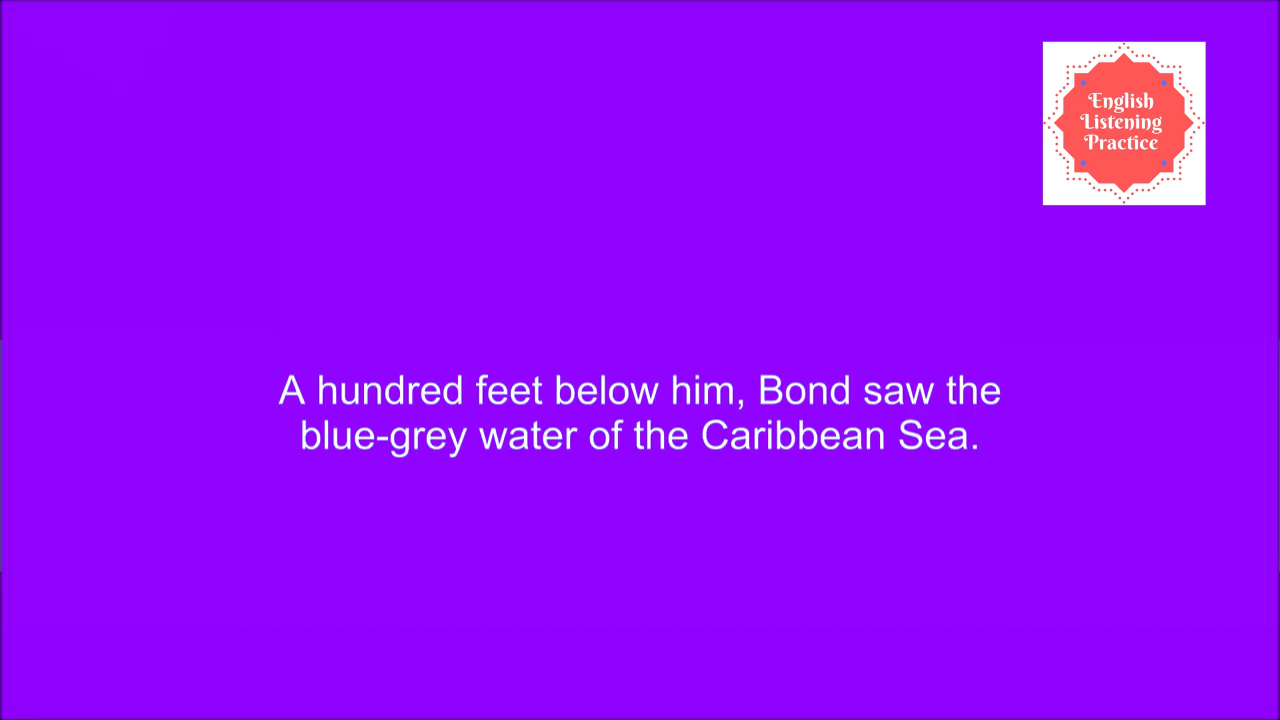 English
Listening
Practice
A hundred feet below him, Bond saw the
blue-grey water of the Caribbean Sea.